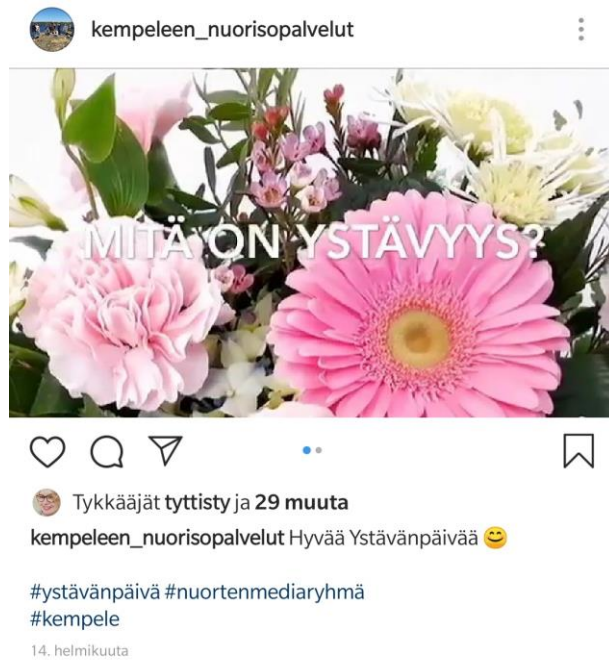 kempeleen_nuorisopalvelut
MITÄ ON YSTÄVYYS?
Tykkääjät tyttisty ja 29 muuta
kempeleen_nuorisopalvelut Hyvää Ystävänpäivää 😊
#ystävänpäivä #nuortenmediaryhmä
#kempele
14. helmikuuta